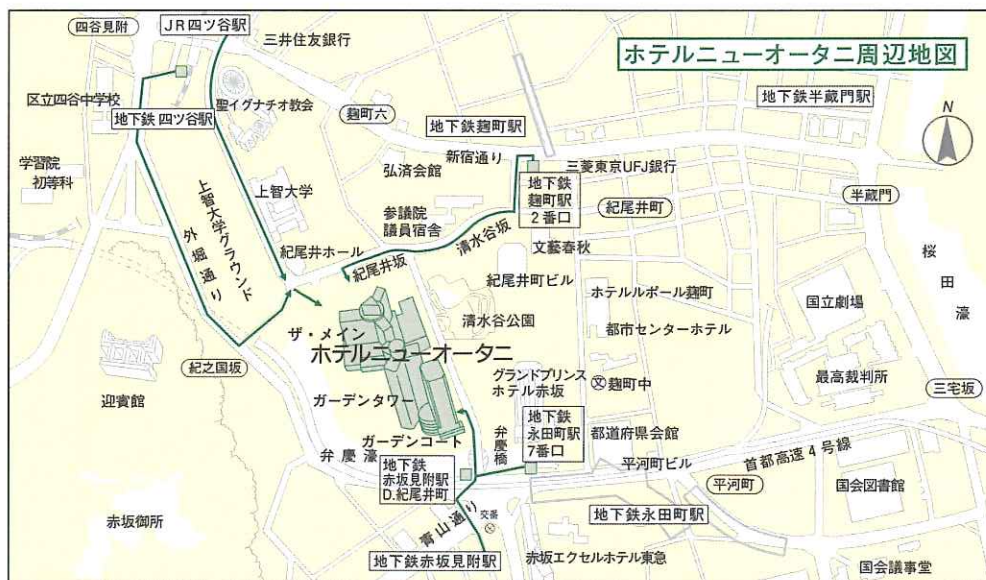 ホテルニューオータニ周辺地図
四谷見附
JR四ツ谷駅
三井住友銀行
区立四谷中学校
地下鉄 四ツ谷駅
聖イグナチオ教会
麹町六
地下鉄麹町駅
地下鉄半蔵門駅
N
学習院
初等科
上智大学
新宿通り
弘済会館
三菱東京UFJ銀行
地下鉄
麹町駅
2番口
紀尾井町
半蔵門
上智大学グラウンド
外堀通り
参議院
議員宿舎
清水谷坂
文藝春秋
桜田濠
紀尾井ホール
紀尾井坂
紀尾井町ビル
ホテルルポール麹町
国立劇場
清水谷公園
都市センターホテル
ザ・メイン
ホテルニューオータニ
紀之国坂
迎賓館
グランドプリンス
ホテル赤坂
文麹町中
最高裁判所
三宅坂
ガーデンタワー
地下鉄
永田町駅
7番口
都道府県会館
ガーデンコート
弁慶橋
弁慶濠
平河町ビル
首都高速4号線
地下鉄
赤坂見附駅
D.紀尾井町
平河町
国会図書館
赤坂御所
青山通り
交番
地下鉄永田町駅
地下鉄赤坂見附駅
赤坂エクセルホテル東急
国会議事堂